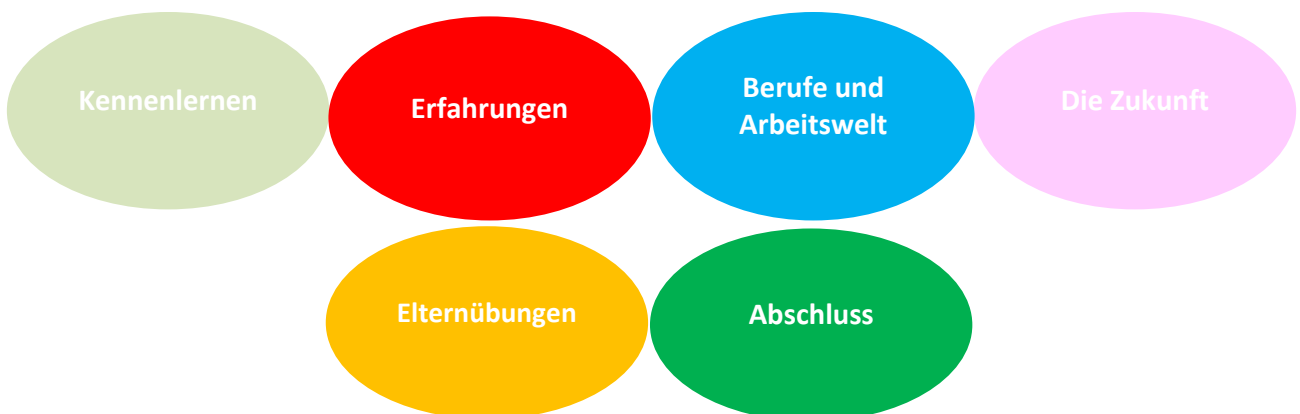 Kennenlernen
Erfahrungen
Berufe und
Arbeitswelt
Die Zukunft
Elternübungen
Abschluss